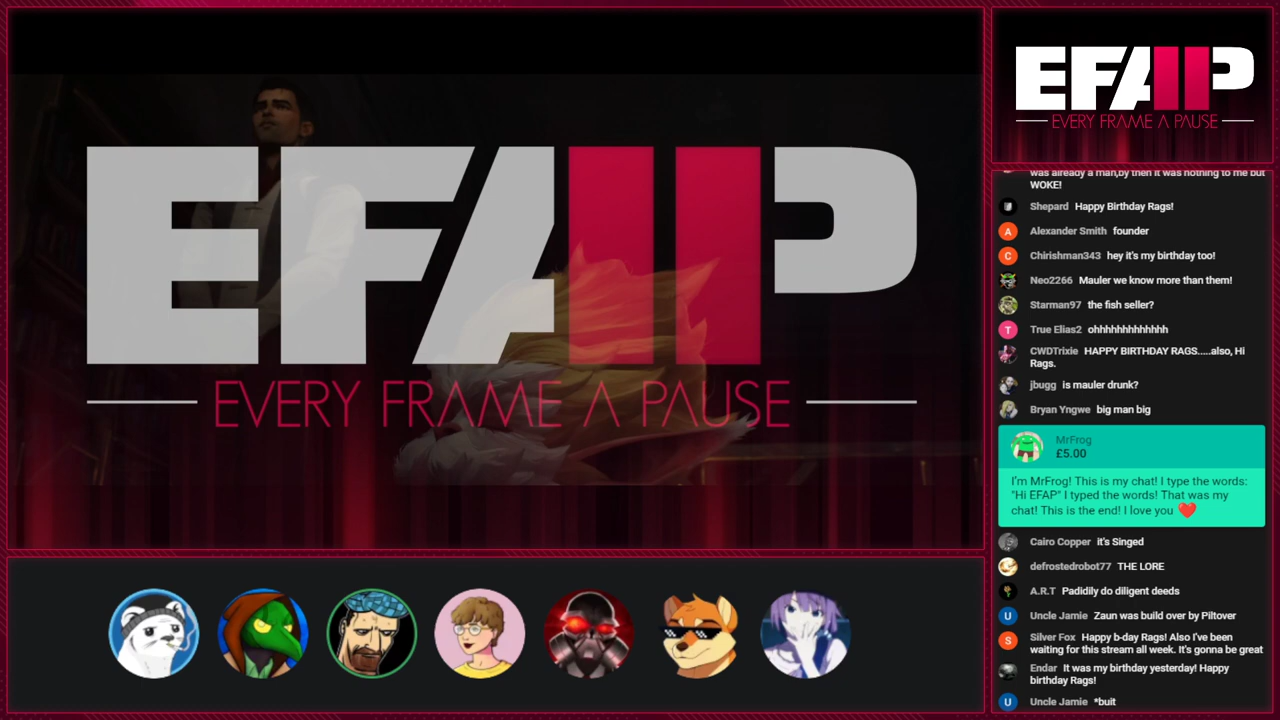 EFAP
EVERY FRAME A PAUSE
EFAP
EVERY FRAME A PAUSE
was already a man,by then it was nothing to me but
WOKE!
Shepard Happy Birthday Rags!
A
Alexander Smith founder
C
Chirishman343 hey it's my birthday too!
Neo2266 Mauler we know more than them!
Starman97 the fish seller?
T
True Elias2 ohhhhhhhhhhhhh
CWDTrixie HAPPY BIRTHDAY RAGS.....also, Hi
Rags.
jbugg is mauler drunk?
Bryan Yngwe big man big
MrFrog
£5.00
I'm MrFrog! This is my chat! I type the words:
"Hi EFAP" I typed the words! That was my
chat! This is the end! I love you ❤️
Cairo Copper it's Singed
defrostedrobot77 THE LORE
A.R.T Padidily do diligent deeds
U
Uncle Jamie Zaun was build over by Piltover
S
Silver Fox Happy b-day Rags! Also I've been
waiting for this stream all week. It's gonna be great
Endar It was my birthday yesterday! Happy
birthday Rags!
U
Uncle Jamie *buit